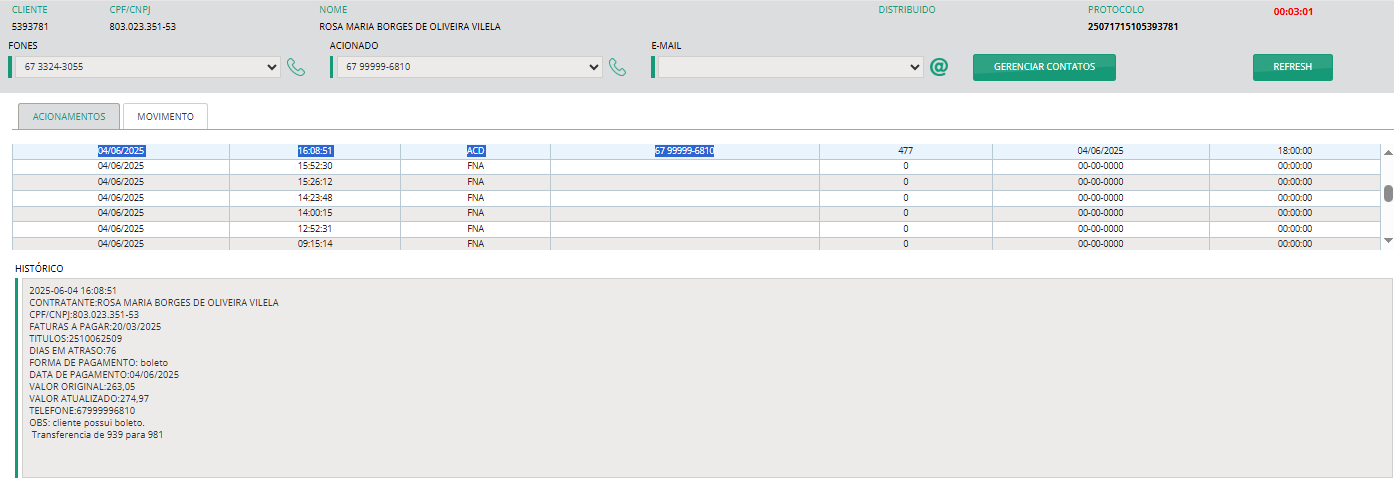 CLIENTE CPF/CNPJ NOME DISTRIBUIDO PROTOCOLO 00:03:01
5393781 803.023.351-53 ROSA MARIA BORGES DE OLIVEIRA VILELA 25071715105393781
FONES ACIONADO E-MAIL
67 3324-3055 67 99999-6810 @ GERENCIAR CONTATOS REFRESH
ACIONAMENTOS MOVIMENTO
04/06/2025 16:08:51 ACD 67 99999-6810 477 04/06/2025 18:00:00
04/06/2025 15:52:30 FNA 0 00-00-0000 00:00:00
04/06/2025 15:26:12 FNA 0 00-00-0000 00:00:00
04/06/2025 14:23:48 FNA 0 00-00-0000 00:00:00
04/06/2025 14:00:15 FNA 0 00-00-0000 00:00:00
04/06/2025 12:52:31 FNA 0 00-00-0000 00:00:00
04/06/2025 09:15:14 FNA 0 00-00-0000 00:00:00
HISTÓRICO
2025-06-04 16:08:51
CONTRATANTE:ROSA MARIA BORGES DE OLIVEIRA VILELA
CPF/CNPJ:803.023.351-53
FATURAS A PAGAR:20/03/2025
TITULOS:2510062509
DIAS EM ATRASO:76
FORMA DE PAGAMENTO: boleto
DATA DE PAGAMENTO:04/06/2025
VALOR ORIGINAL:263,05
VALOR ATUALIZADO:274,97
TELEFONE:67999996810
OBS: cliente possui boleto.
Transferencia de 939 para 981